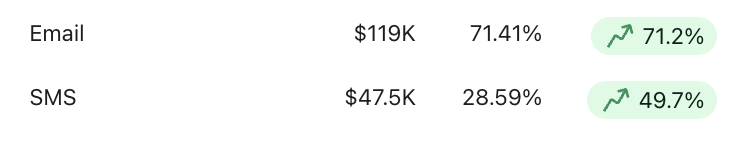 Email $119K 71.41% 71.2%
SMS $47.5K 28.59% 49.7%